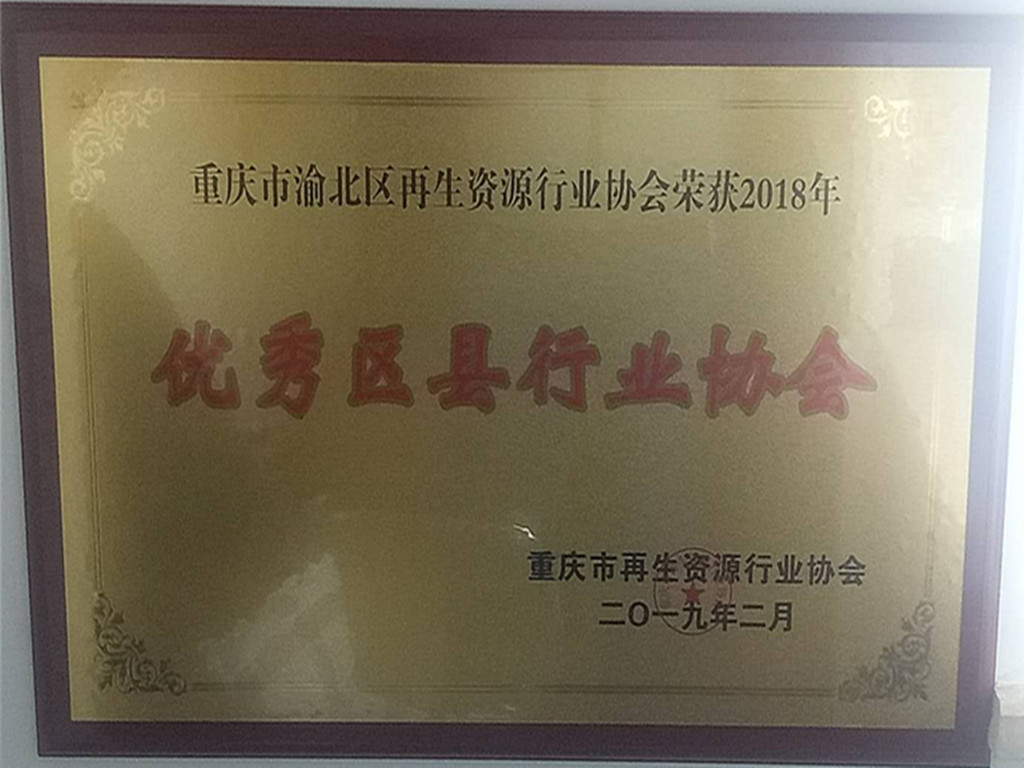 重庆市渝北区再生资源行业协会荣获2018年
优秀区县行业协会
重庆市再生资源行业协会
二〇一九年二月